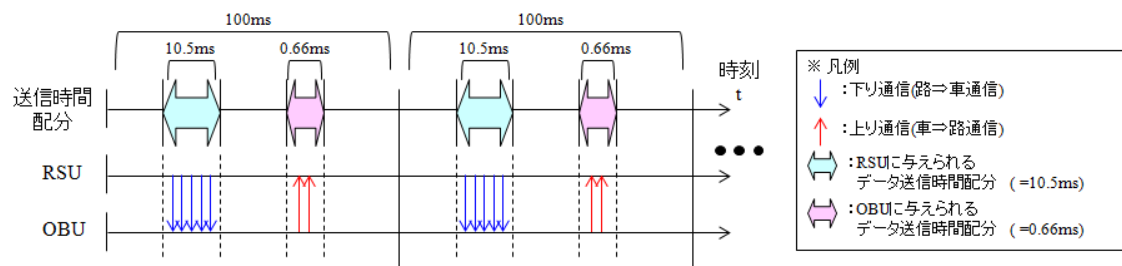 100ms
100ms
10.5ms
0.66ms
10.5ms
0.66ms
時刻
t
送信時間
配分
RSU
OBU
●●●
※ 凡例
:下り通信(路⇒車通信)
:上り通信(車⇒路通信)
:RSUに与えられる
データ送信時間配分 ( =10.5ms)
:OBUに与えられる
データ送信時間配分 ( =0.66ms)